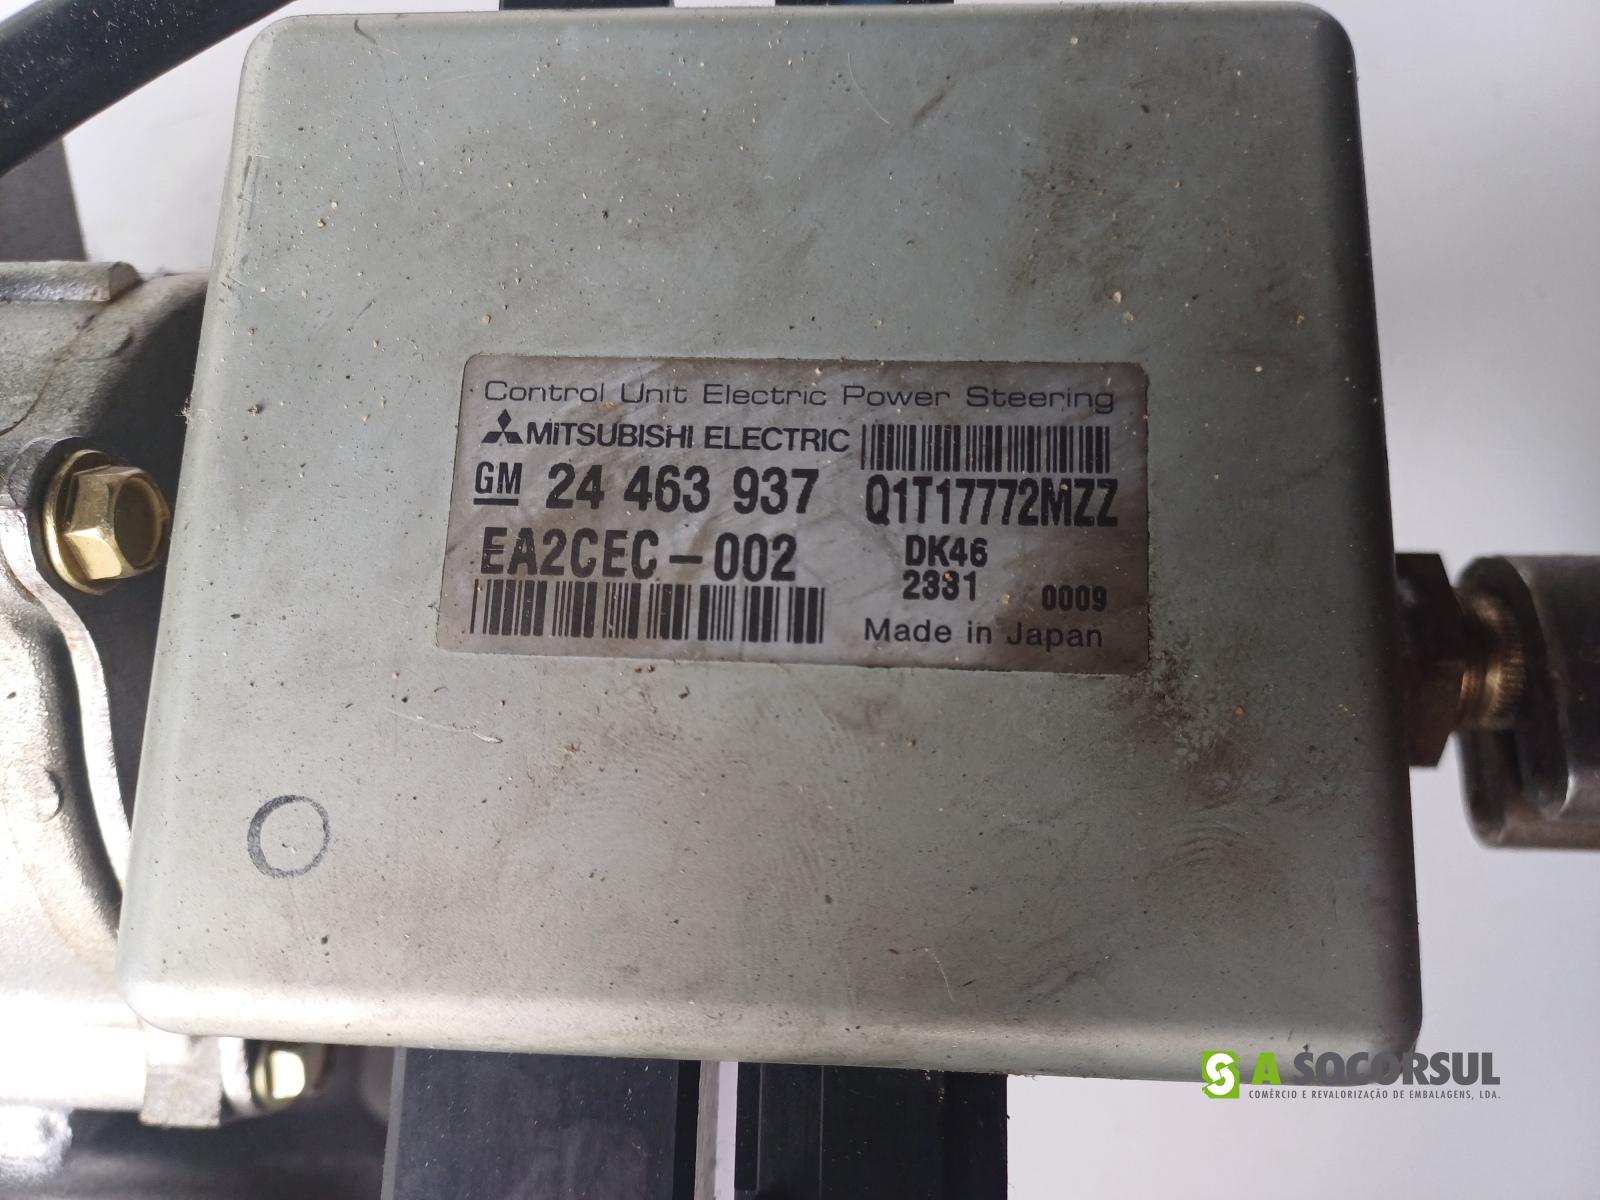 Control Unit Electric Power Steering
MITSUBISHI ELECTRIC
GM 24 463 937 Q1T17772MZZ
EA2CEC-002 DK46
2331 0009
Made in Japan
A SOCORSUL
COMÉRCIO E REVALORIZAÇÃO DE EMBALAGENS, LDA.